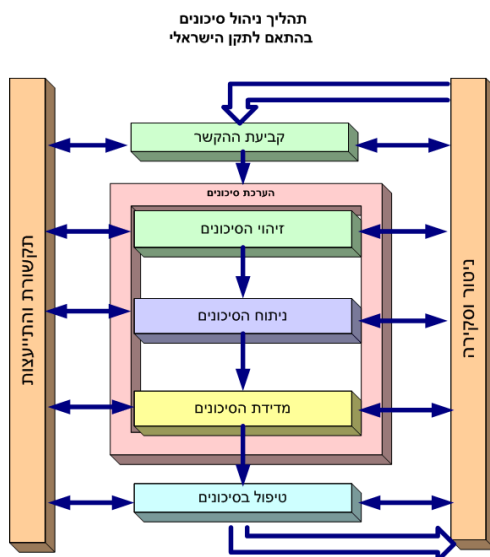 תהליך ניהול סיכונים
בהתאם לתקן הישראלי
קביעת ההקשר
הערכת סיכונים
זיהוי הסיכונים
ניתוח הסיכונים
מדידת הסיכונים
טיפול בסיכונים
ניטור וסקירה
תקשורת והתייעצות